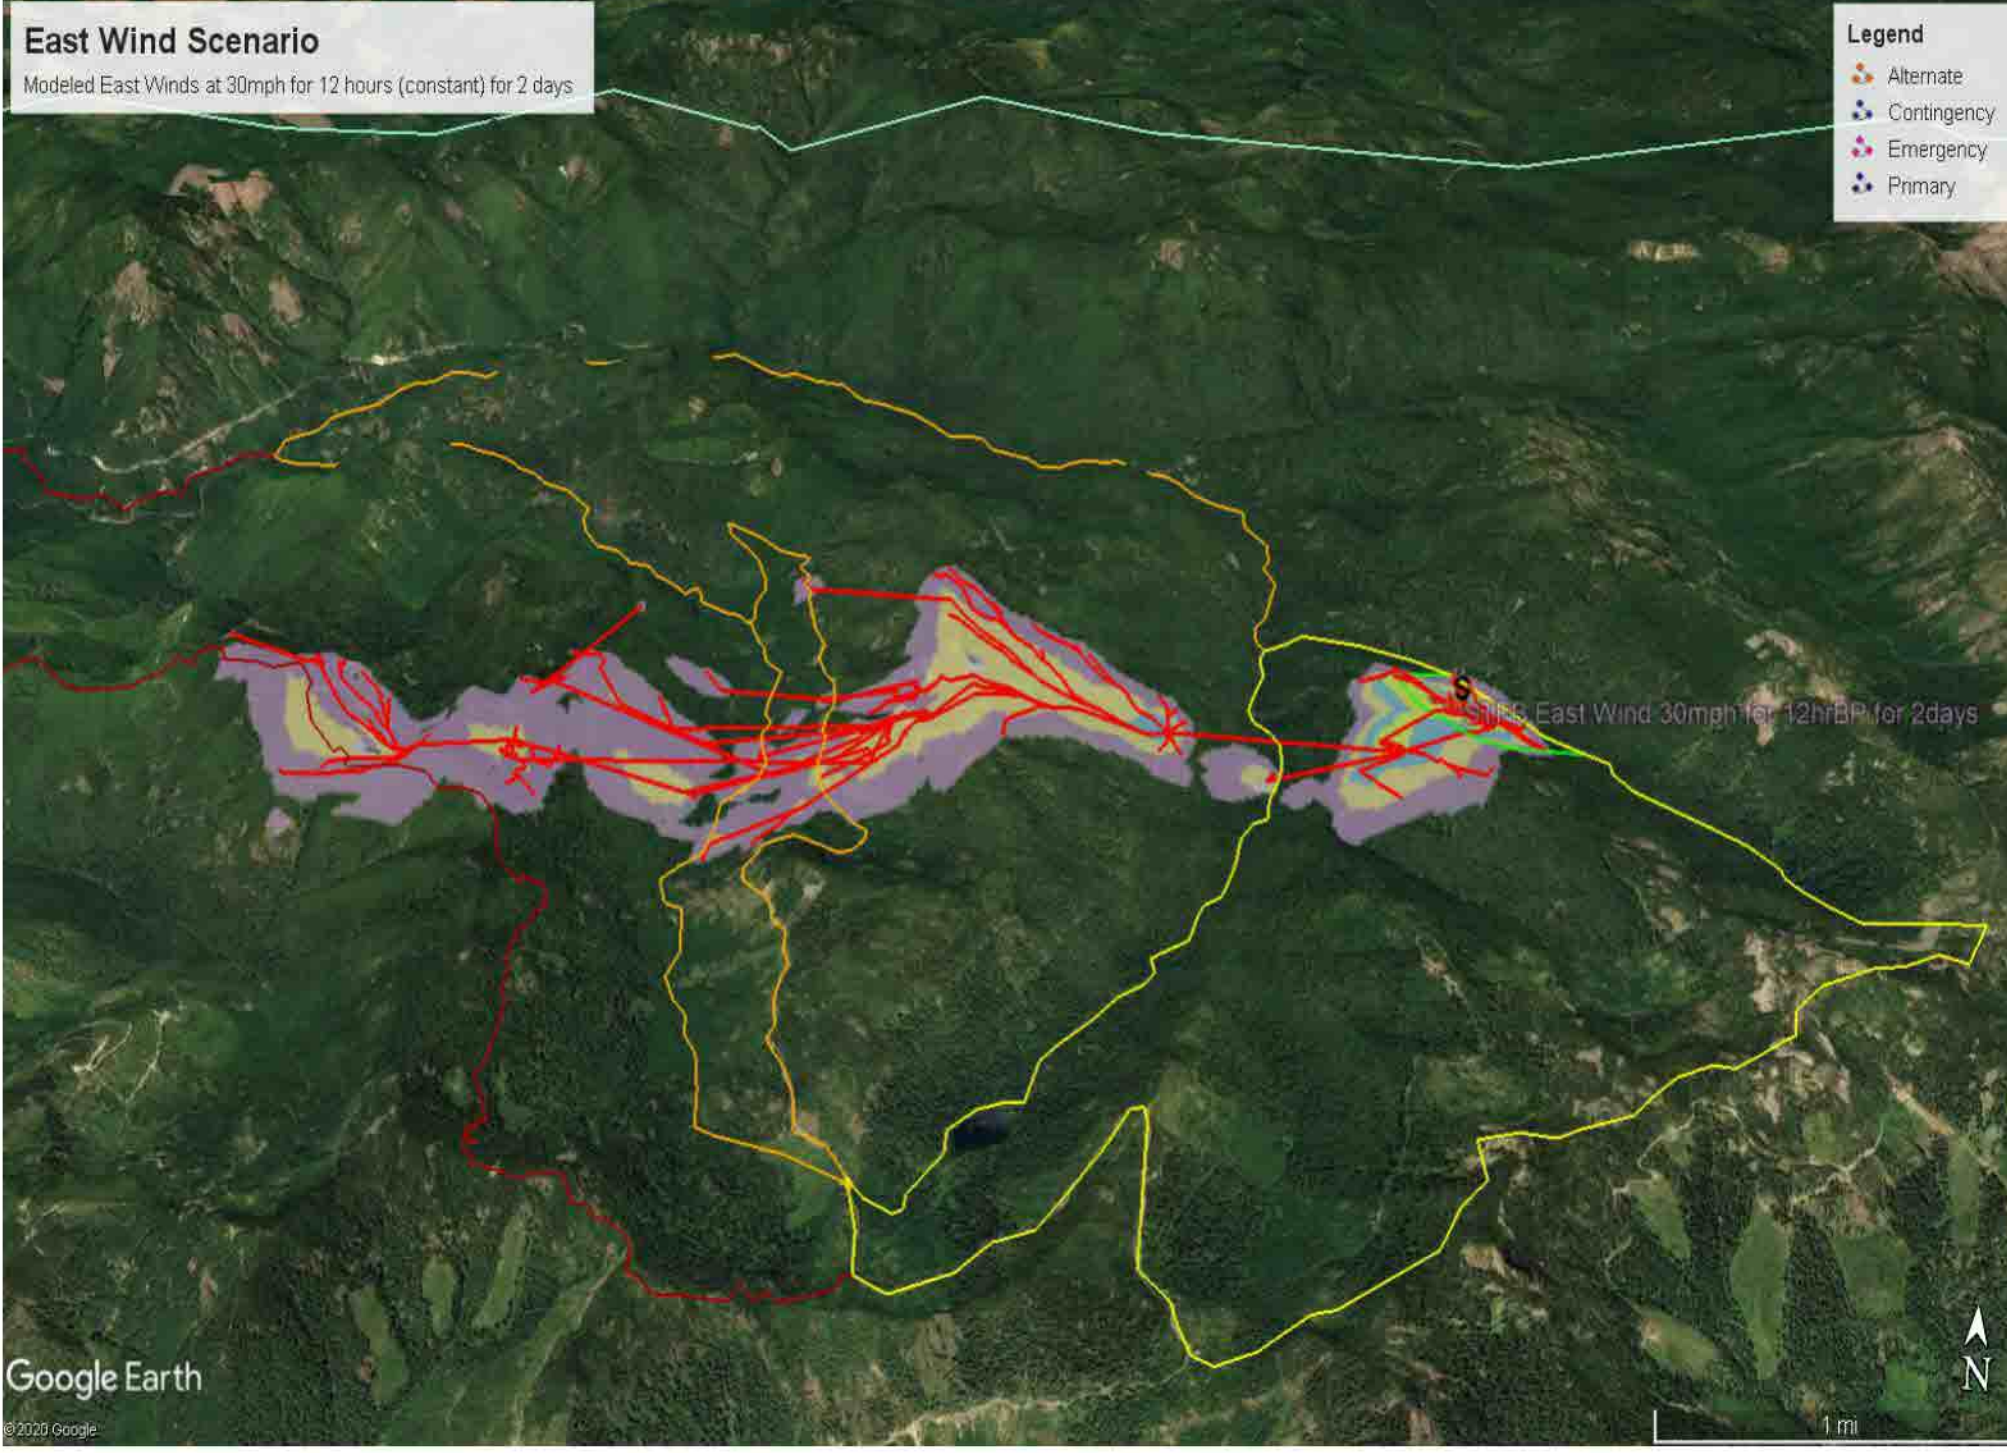 East Wind Scenario
Modeled East Winds at 30mph for 12 hours (constant) for 2 days
Legend
Alternate
Contingency
Emergency
Primary
S
East Wind 30mph for 12hrBP for 2days
N
Google Earth
©2020 Google
1 mi